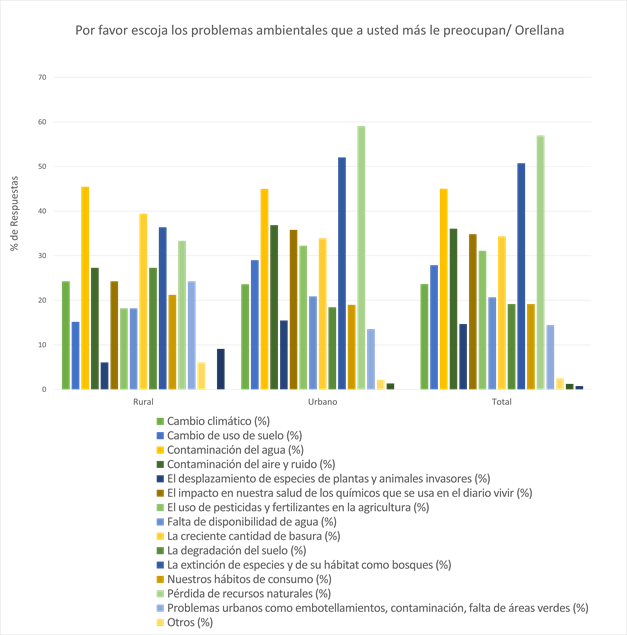 Por favor escoja los problemas ambientales que a usted más le preocupan/ Orellana
70
60
50
40
30
20
10
0
% de Respuestas
Rural
Urbano
Total
Cambio climático (%)
Cambio de uso de suelo (%)
Contaminación del agua (%)
Contaminación del aire y ruido (%)
El desplazamiento de especies de plantas y animales invasores (%)
El impacto en nuestra salud de los químicos que se usa en el diario vivir (%)
El uso de pesticidas y fertilizantes en la agricultura (%)
Falta de disponibilidad de agua (%)
La creciente cantidad de basura (%)
La degradación del suelo (%)
La extinción de especies y de su hábitat como bosques (%)
Nuestros hábitos de consumo (%)
Pérdida de recursos naturales (%)
Problemas urbanos como embotellamientos, contaminación, falta de áreas verdes (%)
Otros (%)